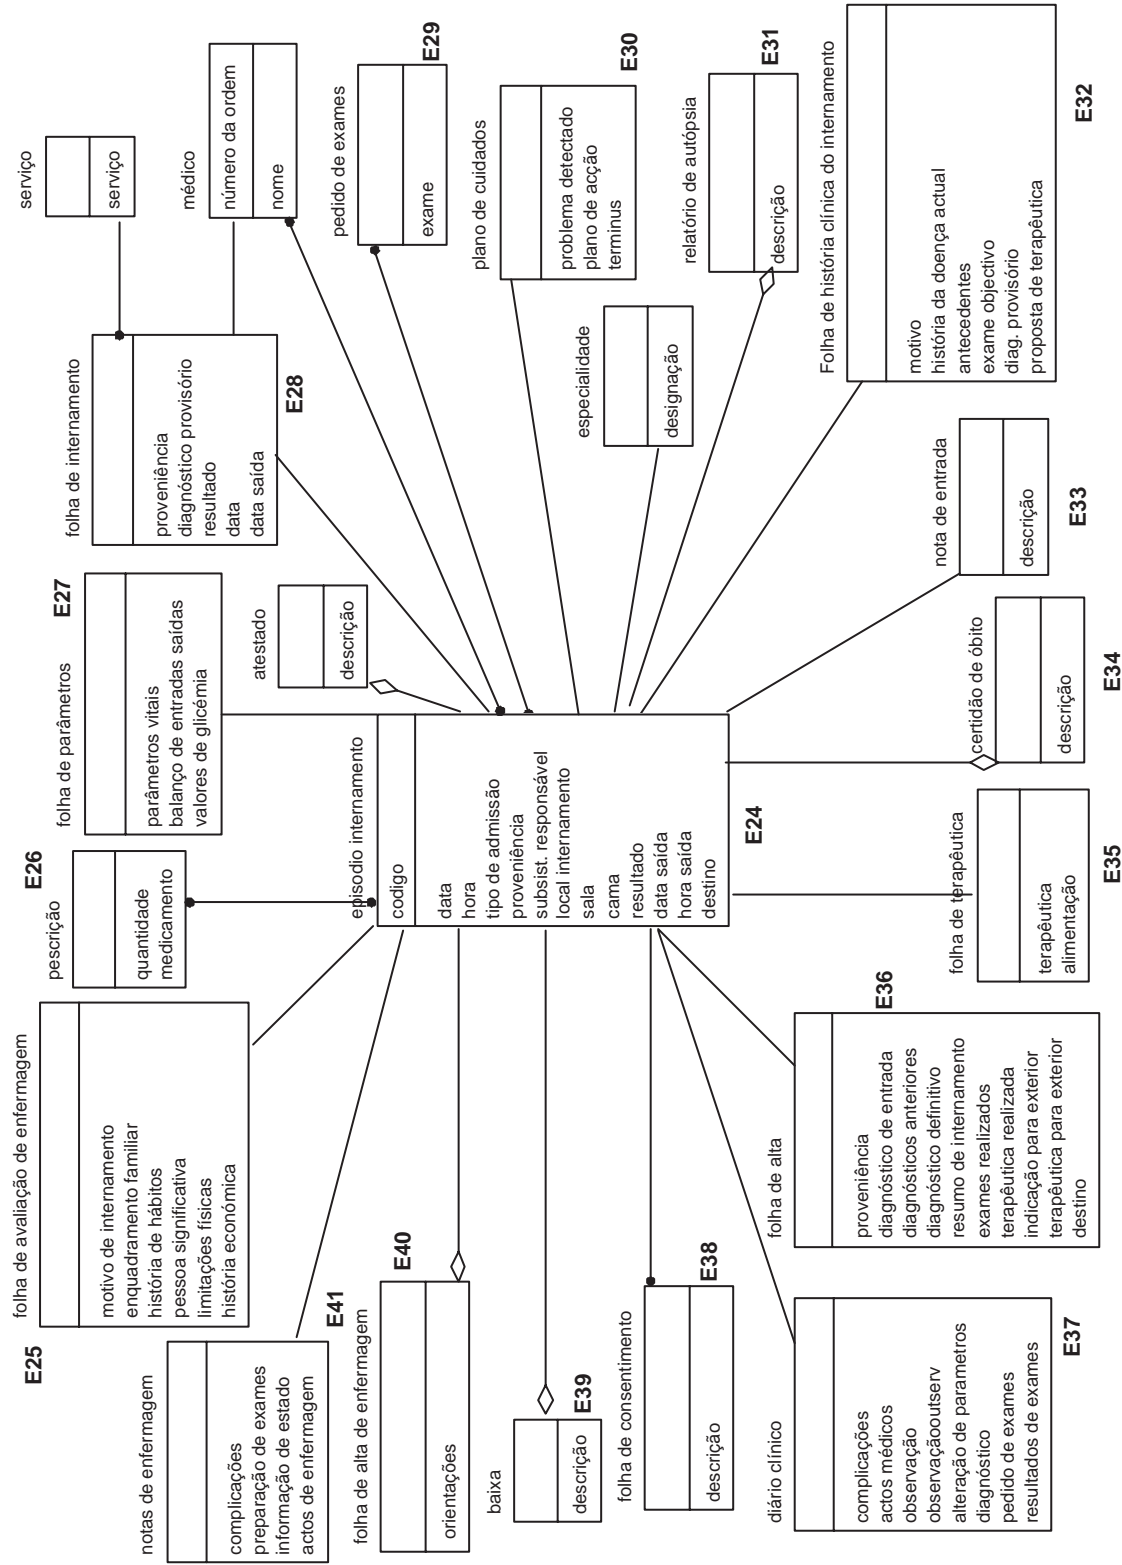 serviço
serviço
médico
número da ordem
nome
E29
pedido de exames
exame
E30
plano de cuidados
problema detectado
plano de acção
terminus
E31
relatório de autópsia
descrição
Folha de história clínica do internamento
motivo
história da doença actual
antecedentes
exame objectivo
diag. provisório
proposta de terapêutica
E32
folha de internamento
proveniência
diagnóstico provisório
resultado
data
data saída
E28
especialidade
designação
nota de entrada
descrição
E33
E27
folha de parâmetros
parâmetros vitais
balanço de entradas saídas
valores de glicémia
atestado
descrição
certidão de óbito
descrição
E34
E26
pescrição
quantidade
medicamento
episodio internamento
codigo
data
hora
tipo de admissão
proveniência
subsist. responsável
local internamento
sala
cama
resultado
data saída
hora saída
destino
E24
folha de terapêutica
terapêutica
alimentação
E35
E25
folha de avaliação de enfermagem
motivo de internamento
enquadramento familiar
história de hábitos
pessoa significativa
limitações físicas
história económica
folha de alta
proveniência
diagnóstico de entrada
diagnósticos anteriores
diagnóstico definitivo
resumo de internamento
exames realizados
terapêutica realizada
indicação para exterior
terapêutica para exterior
destino
E36
notas de enfermagem
complicações
preparação de exames
informação de estado
actos de enfermagem
E41
folha de alta de enfermagem
orientações
E40
baixa
descrição
E39
folha de consentimento
descrição
E38
diário clínico
complicações
actos médicos
observação
observaçãooutserv
alteração de parametros
diagnóstico
pedido de exames
resultados de exames
E37